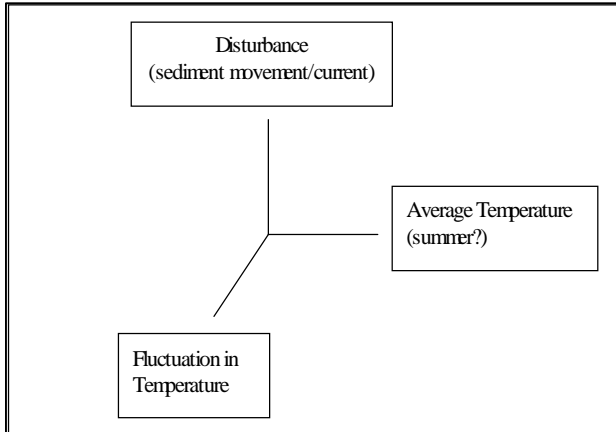 Disturbance
(sediment movement/current)
Average Temperature
(summer?)
Fluctuation in
Temperature